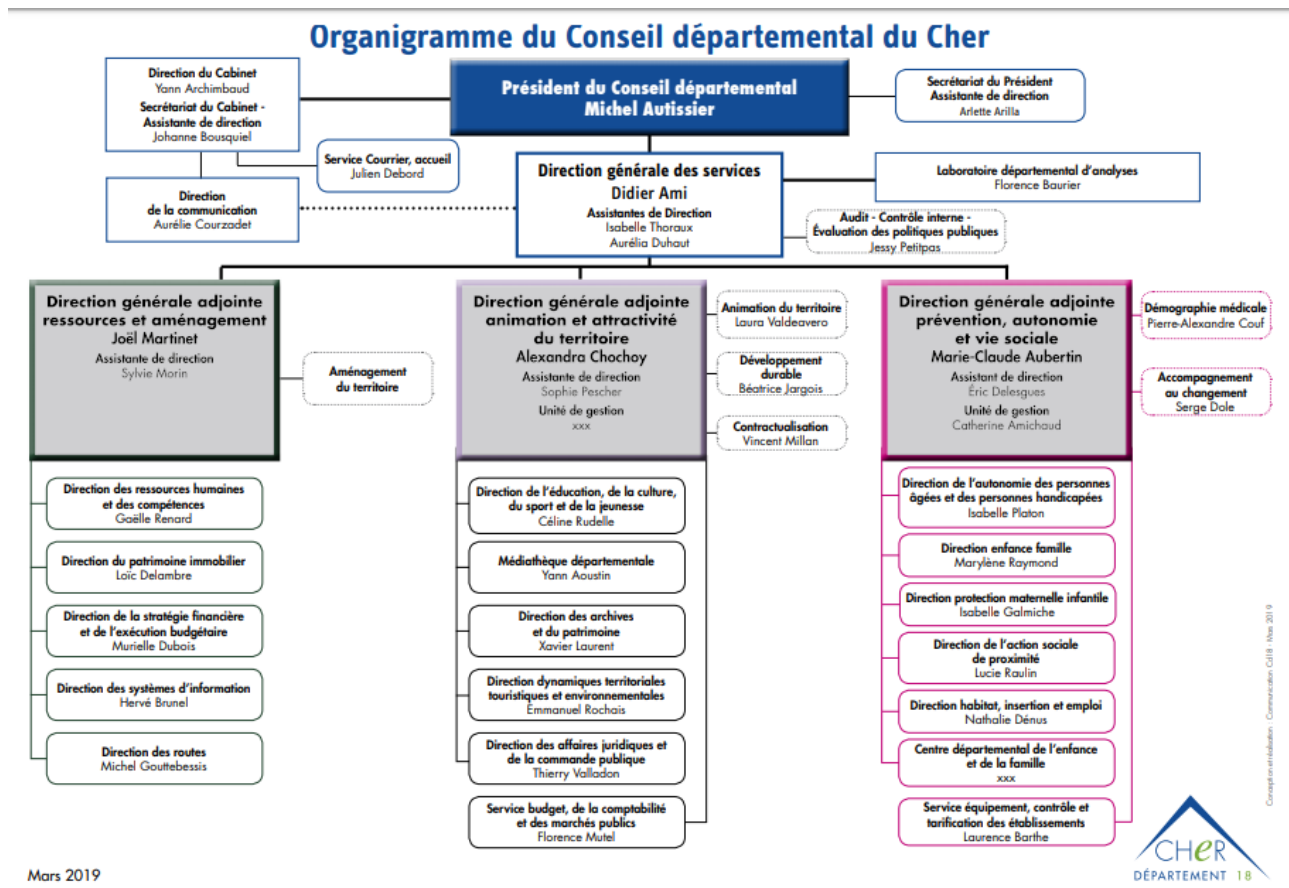 Organigramme du Conseil départemental du Cher
Direction du Cabinet
Yann Archimbaud
Secrétariat du Cabinet -
Assistante de direction
Johanne Bousquiel
Président du Conseil départemental
Michel Autissier
Secrétariat du Président
Assistante de direction
Arlette Arilla
Service Courrier, accueil
Julien Debord
Direction
de la communication
Aurélie Courzadet
Direction générale des services
Didier Ami
Assistantes de Direction
Isabelle Thoraux
Aurélia Duhaut
Laboratoire départemental d'analyses
Florence Baurier
Audit - Contrôle interne -
Évaluation des politiques publiques
Jessy Petitpas
Direction générale adjointe
ressources et aménagement
Joël Martinet
Assistante de direction
Sylvie Morin
Aménagement
du territoire
Direction des ressources humaines
et des compétences
Gaëlle Renard
Direction du patrimoine immobilier
Loïc Delambre
Direction de la stratégie financière
et de l'exécution budgétaire
Murielle Dubois
Direction des systèmes d'information
Hervé Brunel
Direction des routes
Michel Gouttebessis
Direction générale adjointe
animation et attractivité
du territoire
Alexandra Chochoy
Assistante de direction
Sophie Pescher
Unité de gestion
xxx
Animation du territoire
Laura Valdeavero
Développement
durable
Béatrice Jargois
Contractualisation
Vincent Millan
Direction de l'éducation, de la culture,
du sport et de la jeunesse
Céline Rudelle
Médiathèque départementale
Yann Aoustin
Direction des archives
et du patrimoine
Xavier Laurent
Direction dynamiques territoriales
touristiques et environnementales
Emmanuel Rochais
Direction des affaires juridiques et
de la commande publique
Thierry Valladon
Service budget, de la comptabilité
et des marchés publics
Florence Mutel
Direction générale adjointe
prévention, autonomie
et vie sociale
Marie-Claude Aubertin
Assistant de direction
Éric Delesgues
Unité de gestion
Catherine Amichaud
Démographie médicale
Pierre-Alexandre Couf
Accompagnement
au changement
Serge Dole
Direction de l'autonomie des personnes
âgées et des personnes handicapées
Isabelle Platon
Direction enfance famille
Marylène Raymond
Direction protection maternelle infantile
Isabelle Galmiche
Direction de l'action sociale
de proximité
Lucie Raulin
Direction habitat, insertion et emploi
Nathalie Dénus
Centre départemental de l'enfance
et de la famille
xxx
Service équipement, contrôle et
tarification des établissements
Laurence Barthe
Conception et réalisation : Communication Cd18 - Mars 2019
CHeR
DÉPARTEMENT 18
Mars 2019